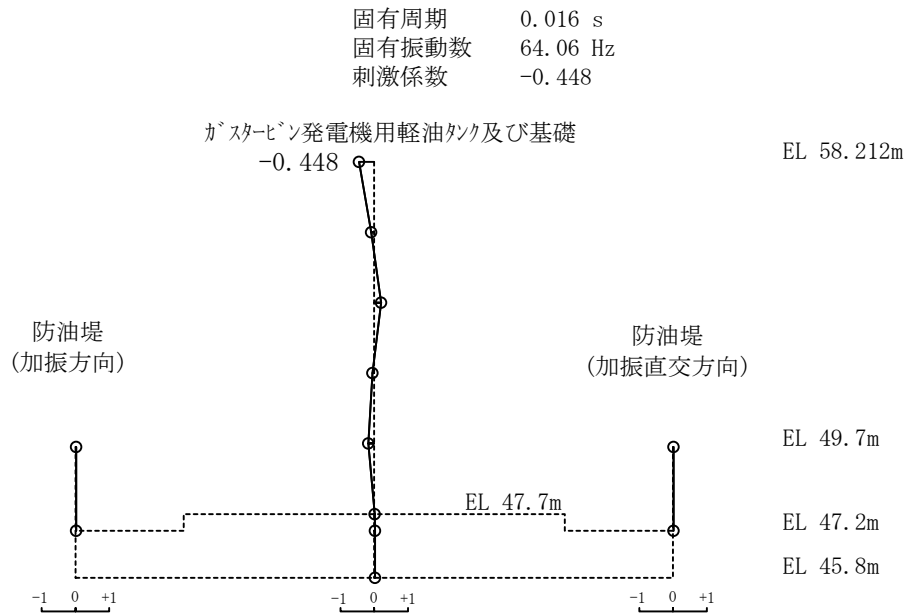 固有周期 0.016 s
固有振動数 64.06 Hz
刺激係数 -0.448
ｶﾞｽﾀｰﾋﾞﾝ発電機用軽油ﾀﾝｸ及び基礎
-0.448
EL 58.212m
防油堤
(加振方向)
防油堤
(加振直交方向)
EL 49.7m
EL 47.7m
EL 47.2m
EL 45.8m
-1 0 +1
-1 0 +1
-1 0 +1